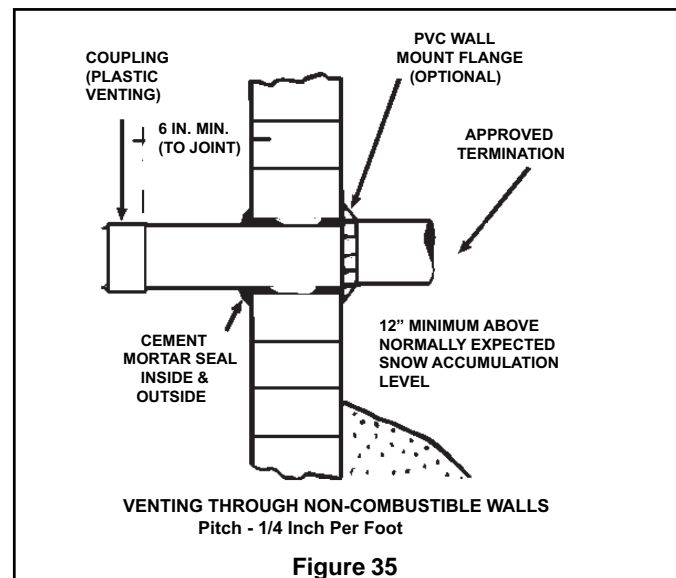 COUPLING
(PLASTIC
VENTING)
6 IN. MIN.
(TO JOINT)
PVC WALL
MOUNT FLANGE
(OPTIONAL)
APPROVED
TERMINATION
CEMENT
MORTAR SEAL
INSIDE &
OUTSIDE
12” MINIMUM ABOVE
NORMALLY EXPECTED
SNOW ACCUMULATION
LEVEL
VENTING THROUGH NON-COMBUSTIBLE WALLS
Pitch - 1/4 Inch Per Foot
Figure 35